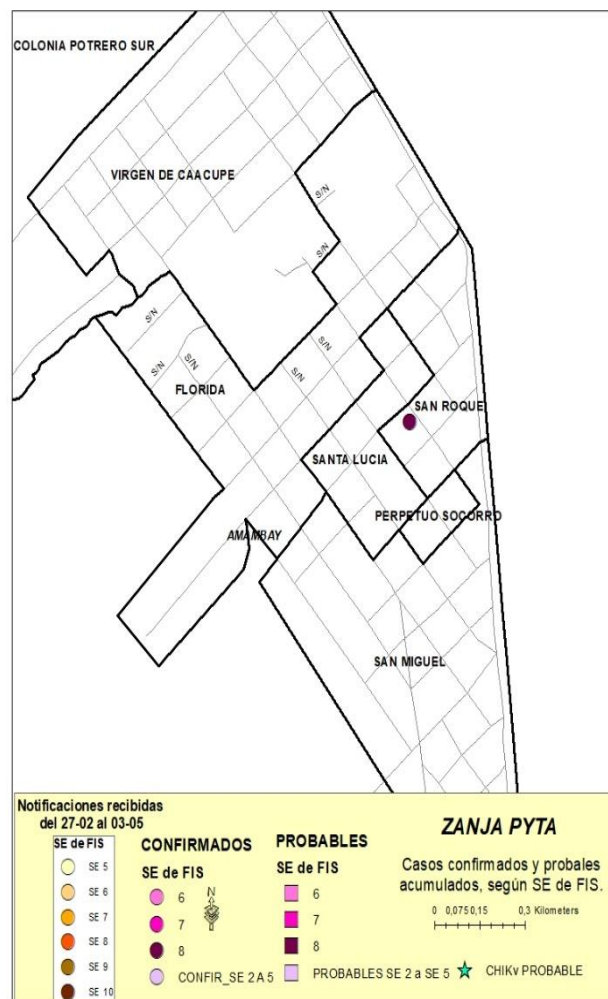 COLONIA POTRERO SUR
VIRGEN DE CAACUPE
S/N
S/N
S/N
S/N
S/N
S/N
S/N
FLORIDA
SAN ROQUE
SANTA LUCIA
PERPETUO SOCORRO
AMAMBAY
SAN MIGUEL
Notificaciones recibidas
del 27-02 al 03-05
SE de FIS
SE 5
SE 6
SE 7
SE 8
SE 9
SE 10
CONFIRMADOS
SE de FIS
6
7
8
CONFIR_SE 2 A 5
N
PROBABLES
SE de FIS
6
7
8
PROBABLES SE 2 a SE 5
CHIKv PROBABLE
ZANJA PYTA
Casos confirmados y probales
acumulados, según SE de FIS.
0 0,075 0,15 0,3 Kilometers